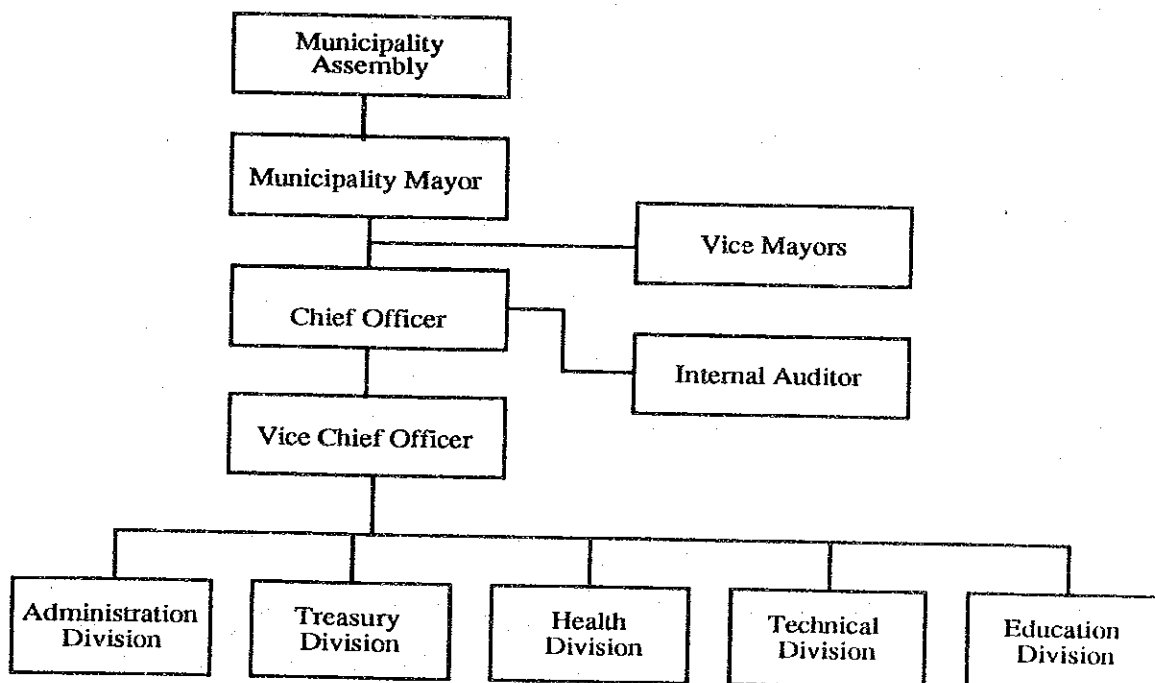 Municipality
Assembly
Municipality Mayor
Vice Mayors
Chief Officer
Internal Auditor
Vice Chief Officer
Administration
Division
Treasury
Division
Health
Division
Technical
Division
Education
Division